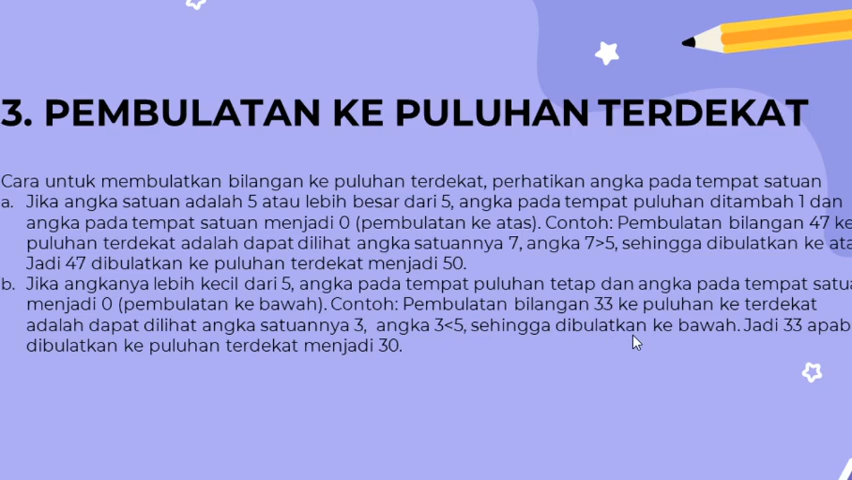 3. PEMBULATAN KE PULUHAN TERDEKAT
Cara untuk membulatkan bilangan ke puluhan terdekat, perhatikan angka pada tempat satuan
a. Jika angka satuan adalah 5 atau lebih besar dari 5, angka pada tempat puluhan ditambah 1 dan
angka pada tempat satuan menjadi 0 (pembulatan ke atas). Contoh: Pembulatan bilangan 47 ke
puluhan terdekat adalah dapat dilihat angka satuannya 7, angka 7>5, sehingga dibulatkan ke
Jadi 47 dibulatkan ke puluhan terdekat menjadi 50.
b. Jika angkanya lebih kecil dari 5, angka pada tempat puluhan tetap dan angka pada tempat
menjadi 0 (pembulatan ke bawah). Contoh: Pembulatan bilangan 33 ke puluhan ke terdekat
adalah dapat dilihat angka satuannya 3, angka 3<5, sehingga dibulatkan ke bawah. Jadi 33
dibulatkan ke puluhan terdekat menjadi 30.